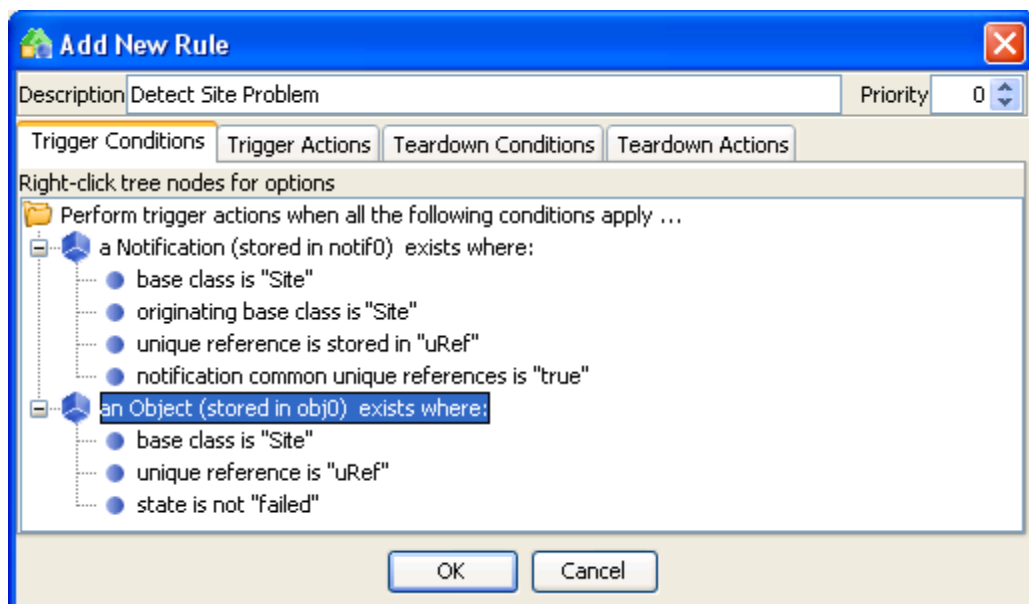 Add New Rule
Description Detect Site Problem Priority 0
Trigger Conditions Trigger Actions Teardown Conditions Teardown Actions
Right-click tree nodes for options
Perform trigger actions when all the following conditions apply ...
a Notification (stored in notif0) exists where:
base class is "Site"
originating base class is "Site"
unique reference is stored in "uRef"
notification common unique references is "true"
an Object (stored in obj0) exists where:
base class is "Site"
unique reference is "uRef"
state is not "failed"
OK Cancel